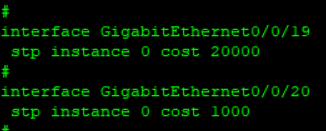 #
interface GigabitEthernet0/0/19
stp instance 0 cost 20000
#
interface GigabitEthernet0/0/20
stp instance 0 cost 1000
#